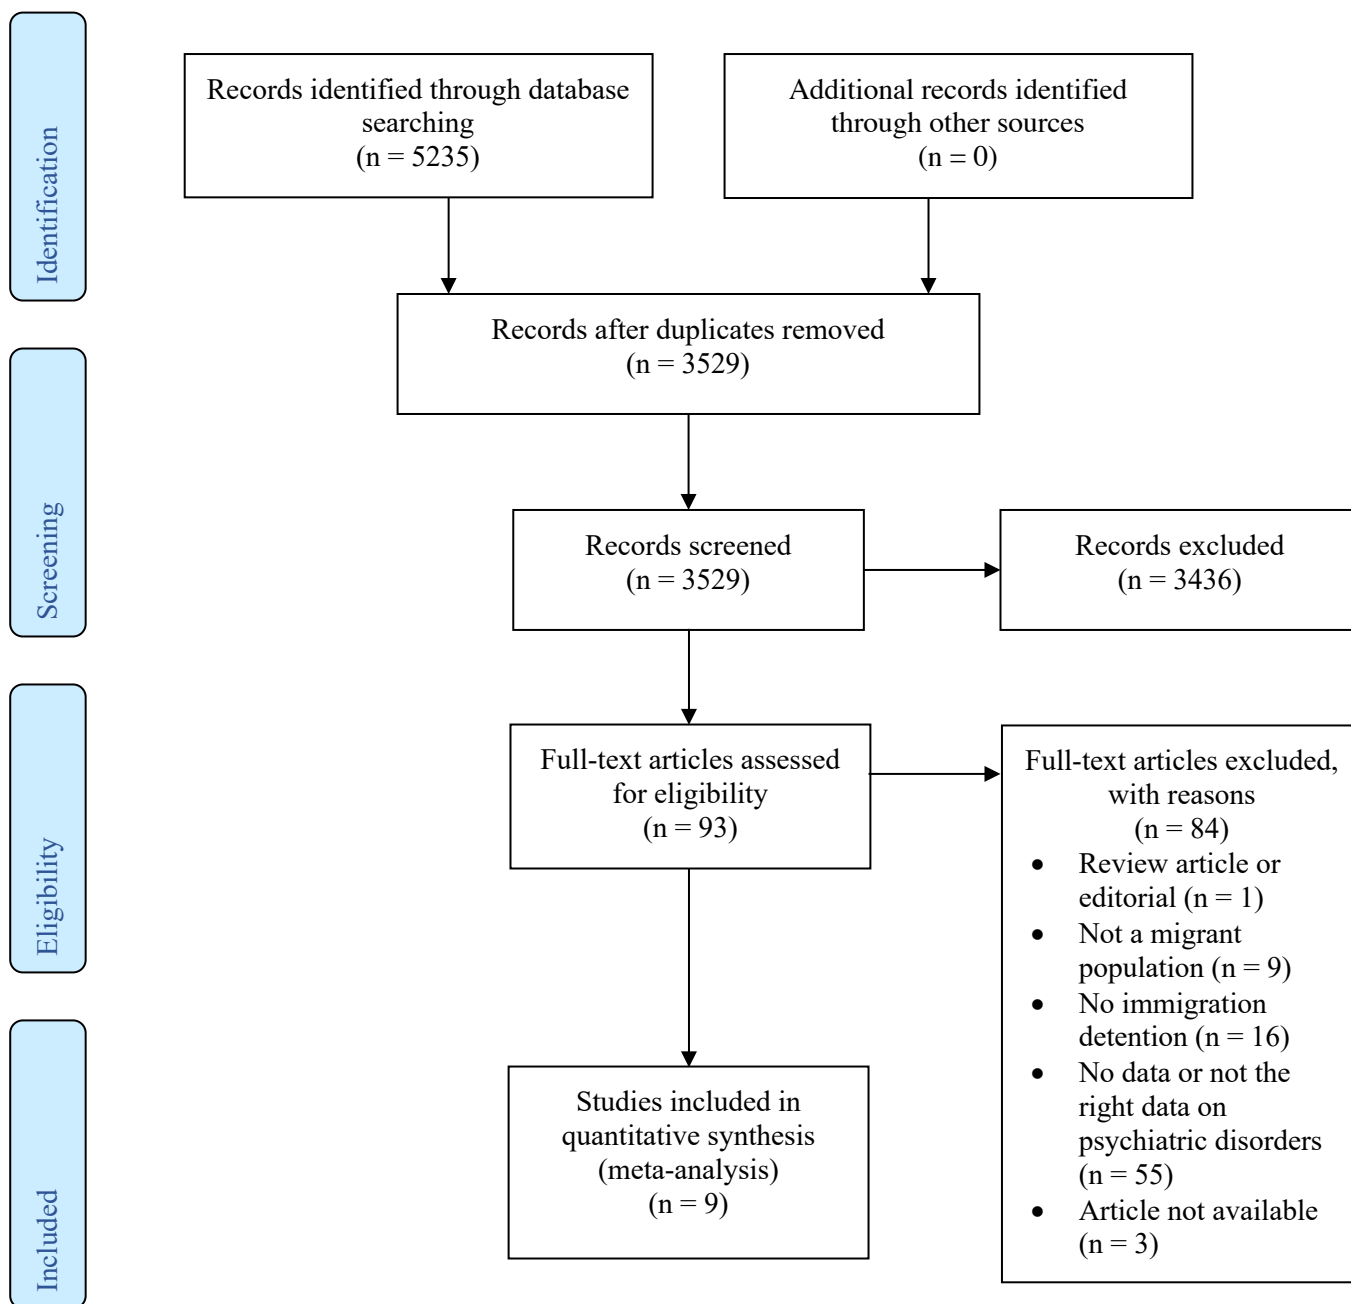 Identification
Records identified through database
searching
(n = 5235)
Additional records identified
through other sources
(n = 0)
Records after duplicates removed
(n = 3529)
Screening
Records screened
(n = 3529)
Records excluded
(n = 3436)
Eligibility
Full-text articles assessed
for eligibility
(n = 93)
Full-text articles excluded,
with reasons
(n = 84)
• Review article or
editorial (n = 1)
• Not a migrant
population (n = 9)
• No immigration
detention (n = 16)
• No data or not the
right data on
psychiatric disorders
(n = 55)
• Article not available
(n = 3)
Included
Studies included in
quantitative synthesis
(meta-analysis)
(n = 9)